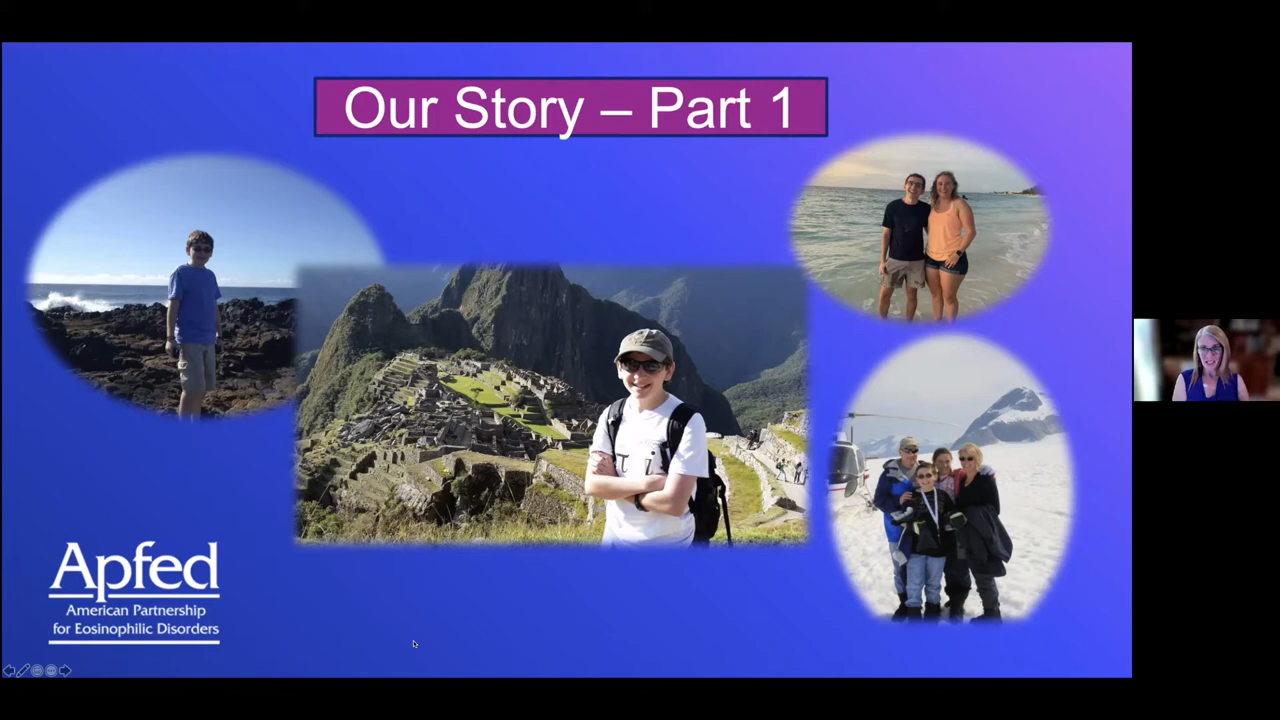 Our Story – Part 1
π i
Apfed
American Partnership
for Eosinophilic Disorders